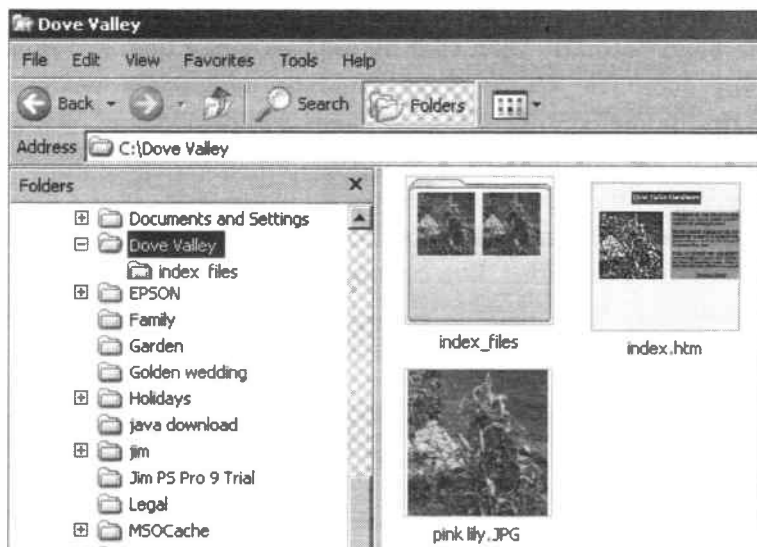 Dove Valley
File Edit View Favorites Tools Help
Back Search Folders
Address C:\Dove Valley
Folders
Documents and Settings
Dove Valley
index_files
EPSON
Family
Garden
Golden wedding
Holidays
java download
jim
Jim PS Pro 9 Trial
Legal
MSOCache
index_files
index.htm
pink lily.JPG